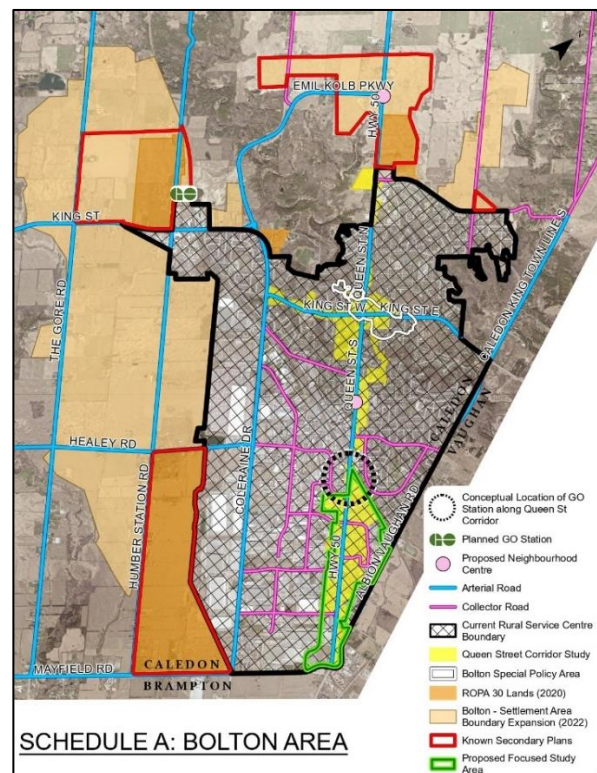 Z
EMIL KOLB PKWY
HWY 50
GO
KING ST
QUEEN ST N
KING ST W
KING ST E
CALEDON KING TOWN LINE S
THE GORE RD
QUEEN ST S
CALEDON
VAUGHAN
HEALEY RD
COLERAINE DR
HUMBER STATION RD
HWY 50
ALBION VAUGHAN RD
MAYFIELD RD
CALEDON
BRAMPTON
Conceptual Location of GO
Station along Queen St
Corridor
GO
Planned GO Station
Proposed Neighbourhood
Centre
Arterial Road
Collector Road
Current Rural Service Centre
Boundary
Queen Street Corridor Study
Bolton Special Policy Area
ROPA 30 Lands (2020)
Bolton - Settlement Area
Boundary Expansion (2022)
Known Secondary Plans
Proposed Focused Study
Area
SCHEDULE A: BOLTON AREA